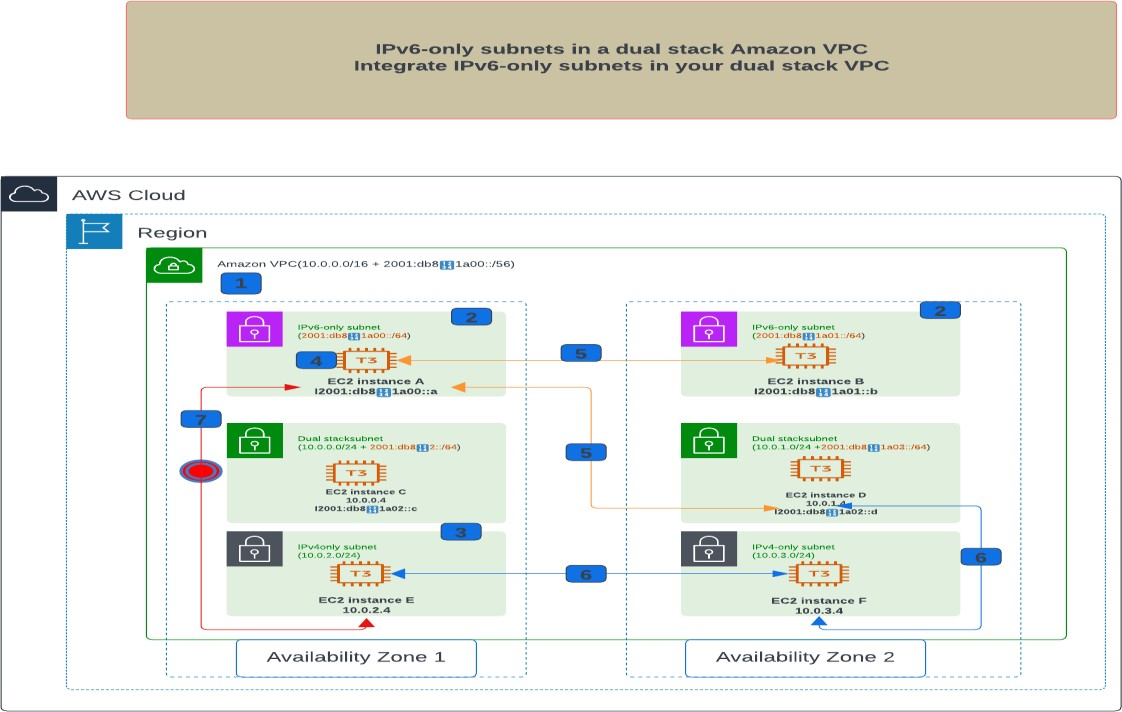 IPv6-only subnets in a dual stack Amazon VPC
Integrate IPv6-only subnets in your dual stack VPC
AWS Cloud
Region
Amazon VPC(10.0.0.0/16 + 2001:db8🔢1a00::/56)
1
2
IPv6-only subnet
(2001:db8🔢1a00::/64)
4
T3
EC2 instance A
I2001:db8🔢1a00::a
2
IPv6-only subnet
(2001:db8🔢1a01::/64)
T3
EC2 instance B
I2001:db8🔢1a01::b
5
7
Dual stacksubnet
(10.0.0.0/24 + 2001:db8🔢2::/64)
T3
EC2 instance C
10.0.0.4
I2001:db8🔢1a02::c
5
Dual stacksubnet
(10.0.1.0/24 +2001:db8🔢1a03::/64)
T3
EC2 instance D
10.0.1.4
I2001:db8🔢1a02::d
3
IPv4only subnet
(10.0.2.0/24)
T3
EC2 instance E
10.0.2.4
6
IPv4-only subnet
(10.0.3.0/24)
T3
EC2 instance F
10.0.3.4
6
Availability Zone 1
Availability Zone 2